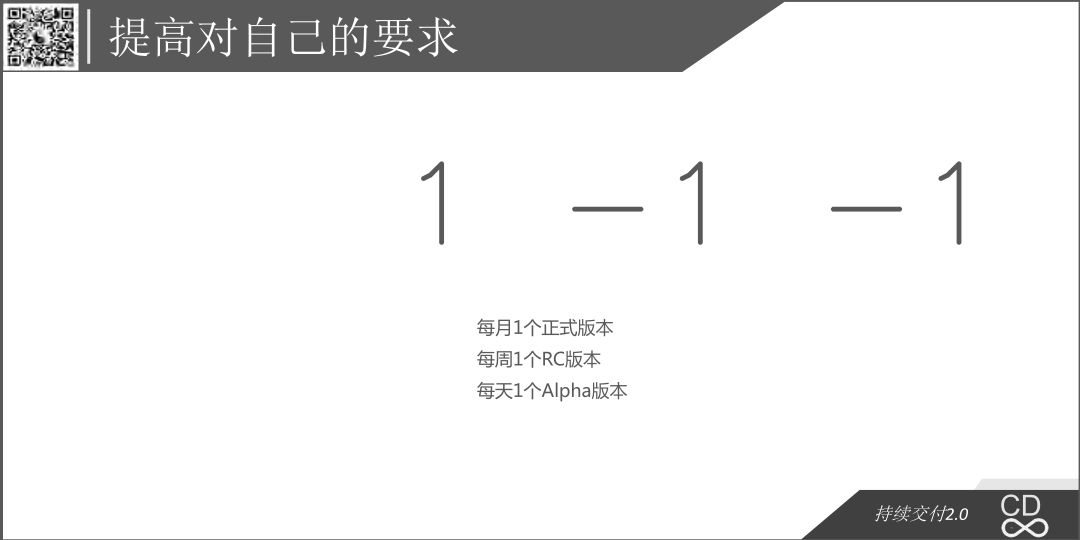 提高对自己的要求
1 — 1 — 1
每月1个正式版本
每周1个RC版本
每天1个Alpha版本
持续交付2.0
CD